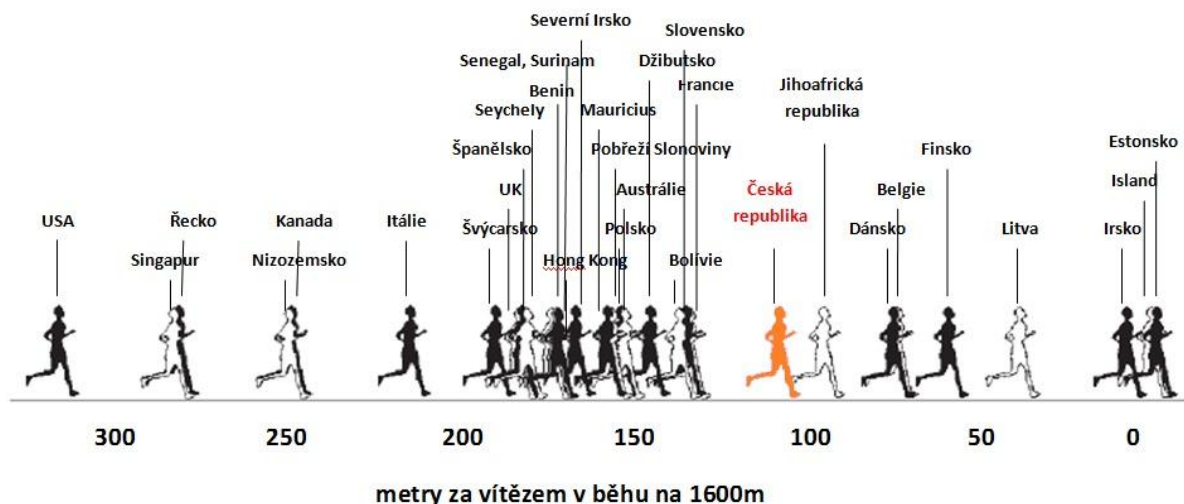 Severní Irsko
Slovensko
Senegal, Surinam
Džibutsko
Benin
Francie
Jihoafrická
republika
Seychely
Mauricius
Španělsko
Pobřeží Slonoviny
Finsko
Estonsko
UK
Austrálie
Česká
republika
Belgie
Island
USA
Řecko
Kanada
Itálie
Švýcarsko
Polsko
Dánsko
Litva
Irsko
Singapur
Nizozemsko
Hong Kong
Bolívie
300 250 200 150 100 50 0
metry za vítězem v běhu na 1600m